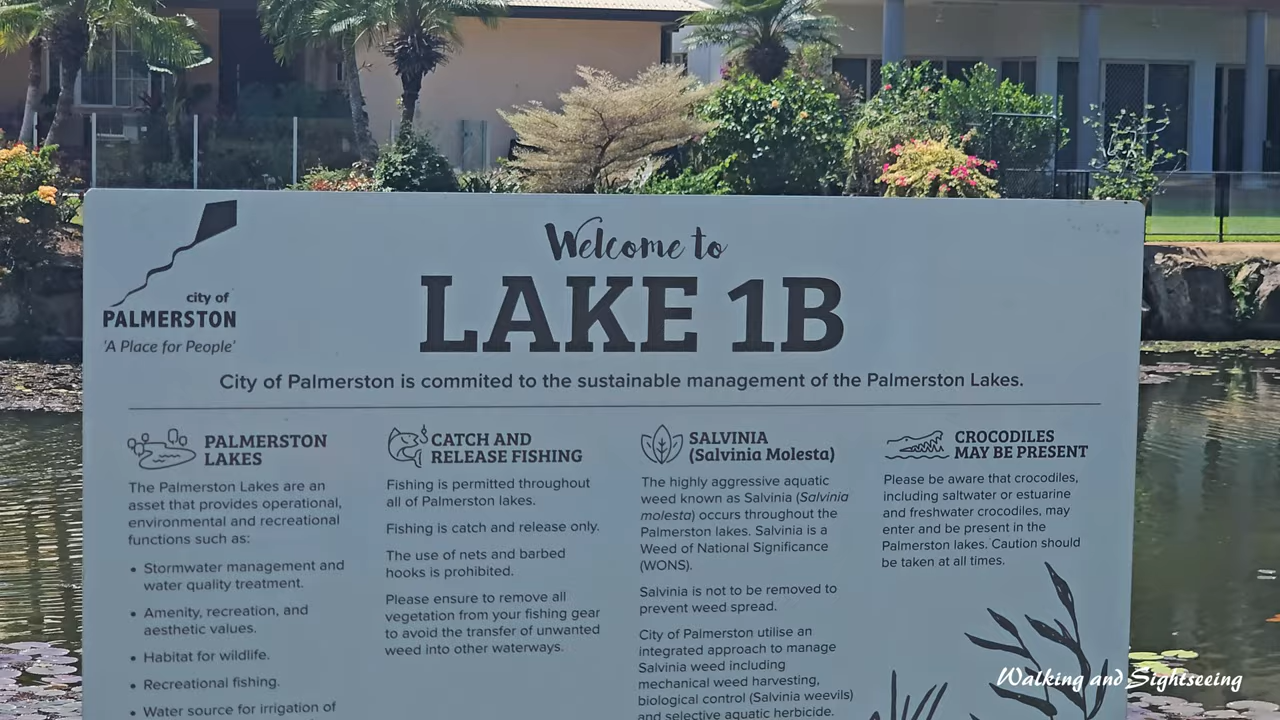 city of
PALMERSTON
'A Place for People'
Welcome to
LAKE 1B
City of Palmerston is commited to the sustainable management of the Palmerston Lakes.
PALMERSTON
LAKES
The Palmerston Lakes are an
asset that provides operational,
environmental and recreational
functions such as:
• Stormwater management and
water quality treatment.
• Amenity, recreation, and
aesthetic values.
• Habitat for wildlife.
• Recreational fishing.
• Water source for irrigation of
CATCH AND
RELEASE FISHING
Fishing is permitted throughout
all of Palmerston lakes.
Fishing is catch and release only.
The use of nets and barbed
hooks is prohibited.
Please ensure to remove all
vegetation from your fishing gear
to avoid the transfer of unwanted
weed into other waterways.
SALVINIA
(Salvinia Molesta)
The highly aggressive aquatic
weed known as Salvinia (Salvinia
molesta) occurs throughout the
Palmerston lakes. Salvinia is a
Weed of National Significance
(WONS).
Salvinia is not to be removed to
prevent weed spread.
City of Palmerston utilise an
integrated approach to manage
Salvinia weed including
mechanical weed harvesting,
biological control (Salvinia weevils)
and selective aquatic herbicide.
CROCODILES
MAY BE PRESENT
Please be aware that crocodiles,
including saltwater or estuarine
and freshwater crocodiles, may
enter and be present in the
Palmerston lakes. Caution should
be taken at all times.
Walking and Sightseeing